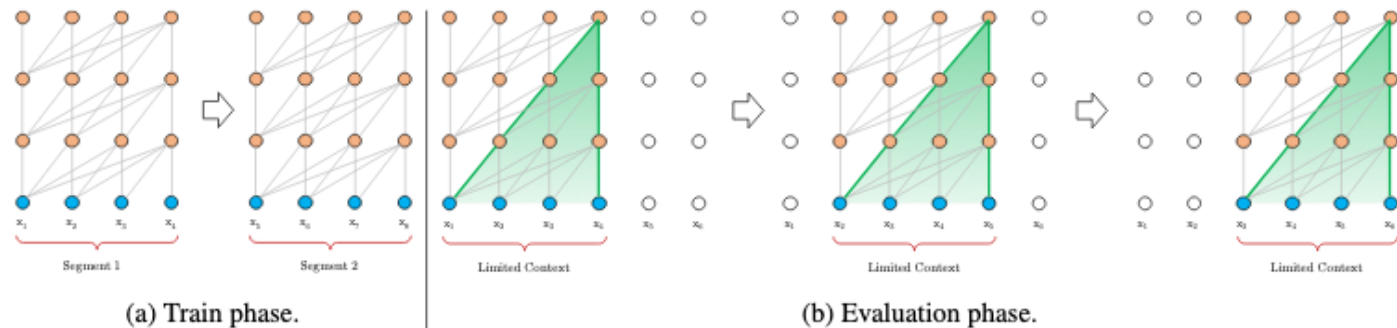 x₁ x₂ x₃ x₄ x₅ x₆ x₇ x₈ x₁ x₂ x₃ x₄ x₅ x₆ x₁ x₂ x₃ x₄ x₅ x₆ x₁ x₂ x₃ x₄ x₅ x₆
Segment 1 Segment 2 Limited Context Limited Context Limited Context
(a) Train phase. (b) Evaluation phase.